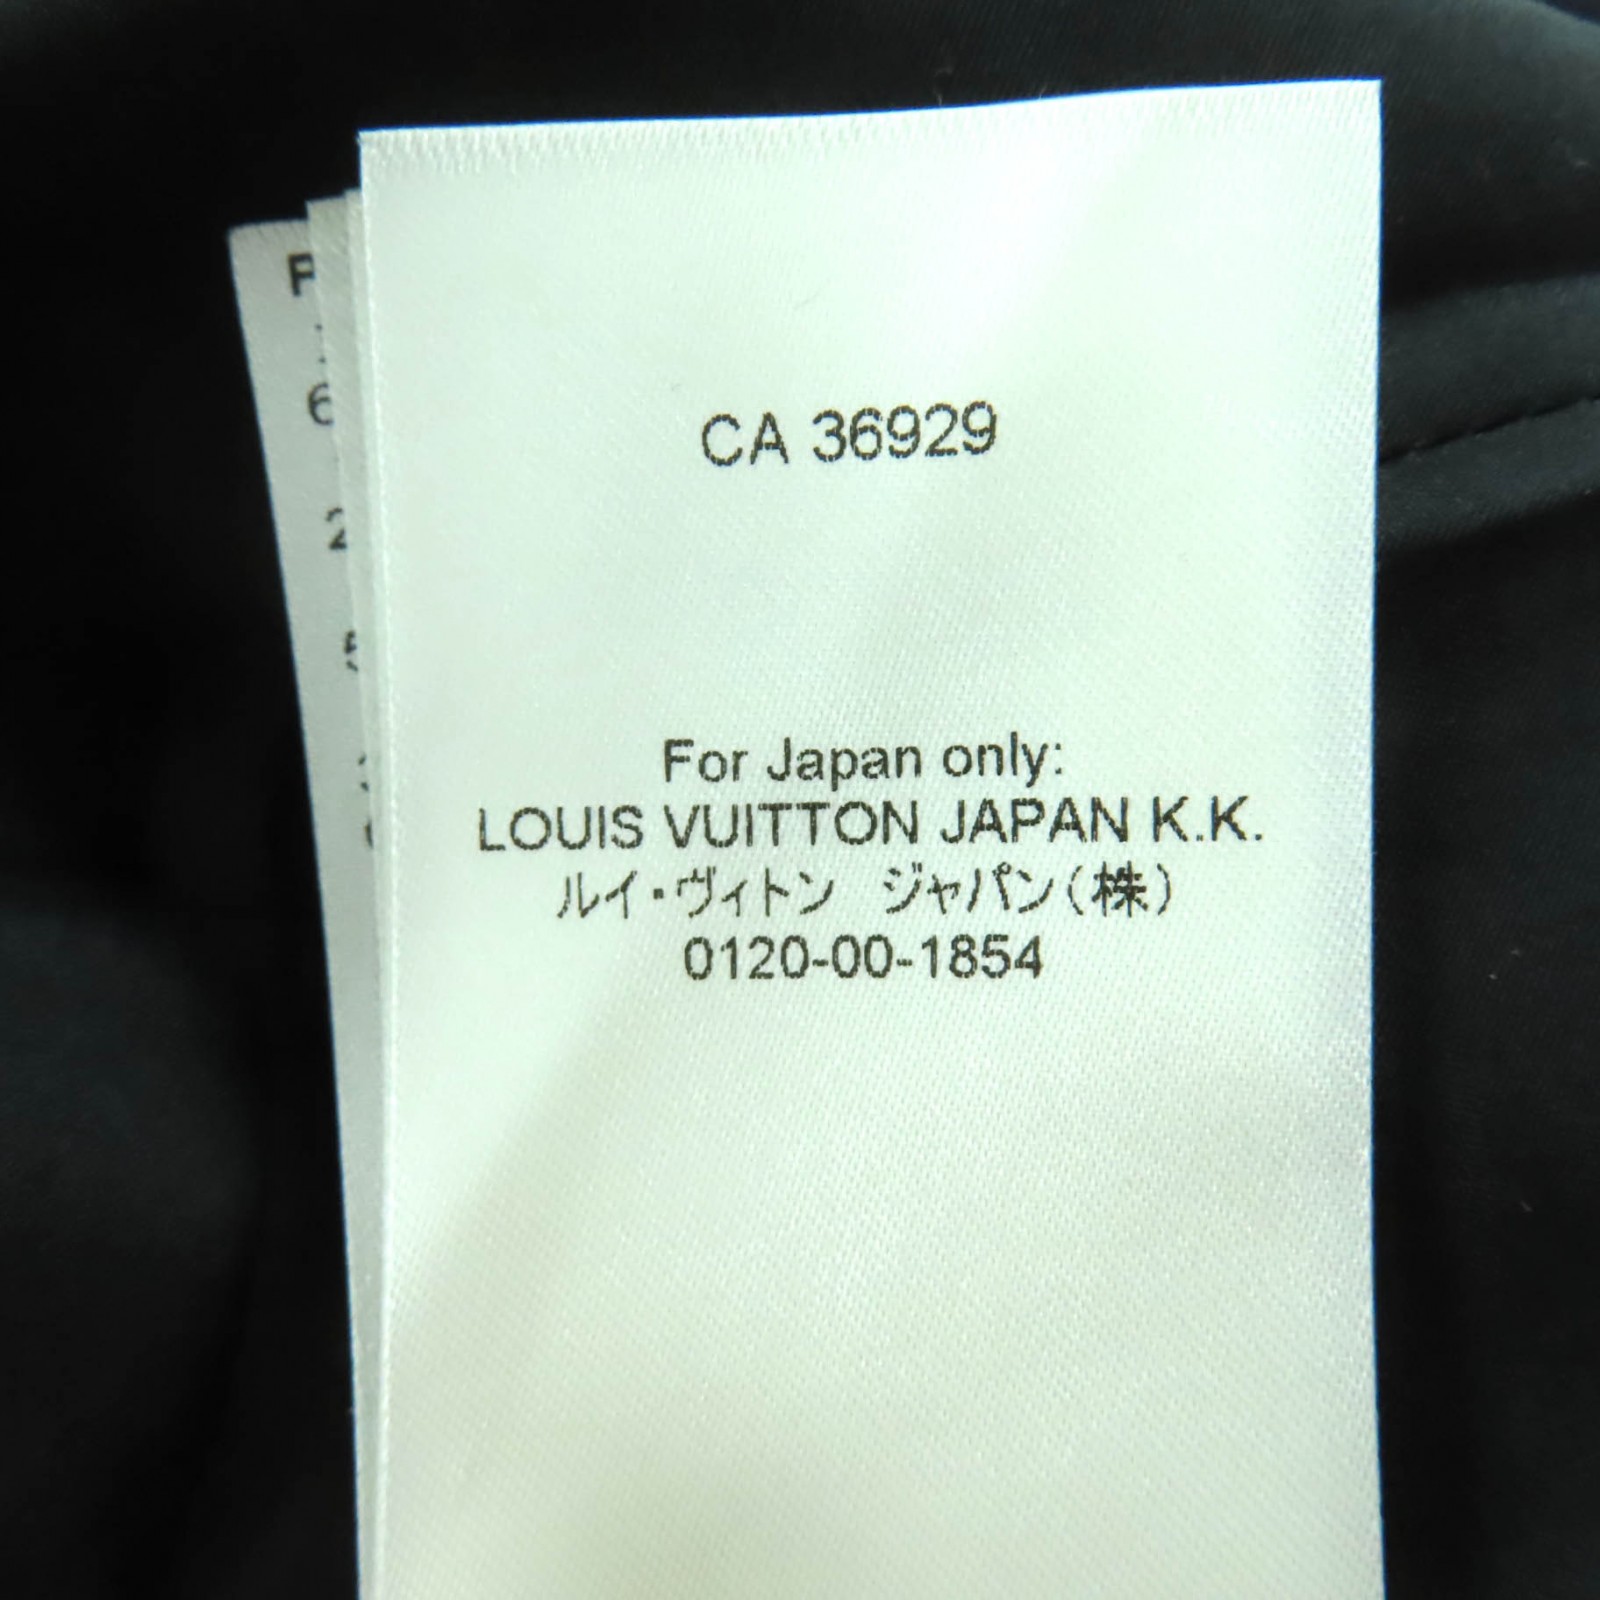 CA 36929
For Japan only:
LOUIS VUITTON JAPAN K.K.
ルイ・ヴィトン　ジャパン(株)
0120-00-1854